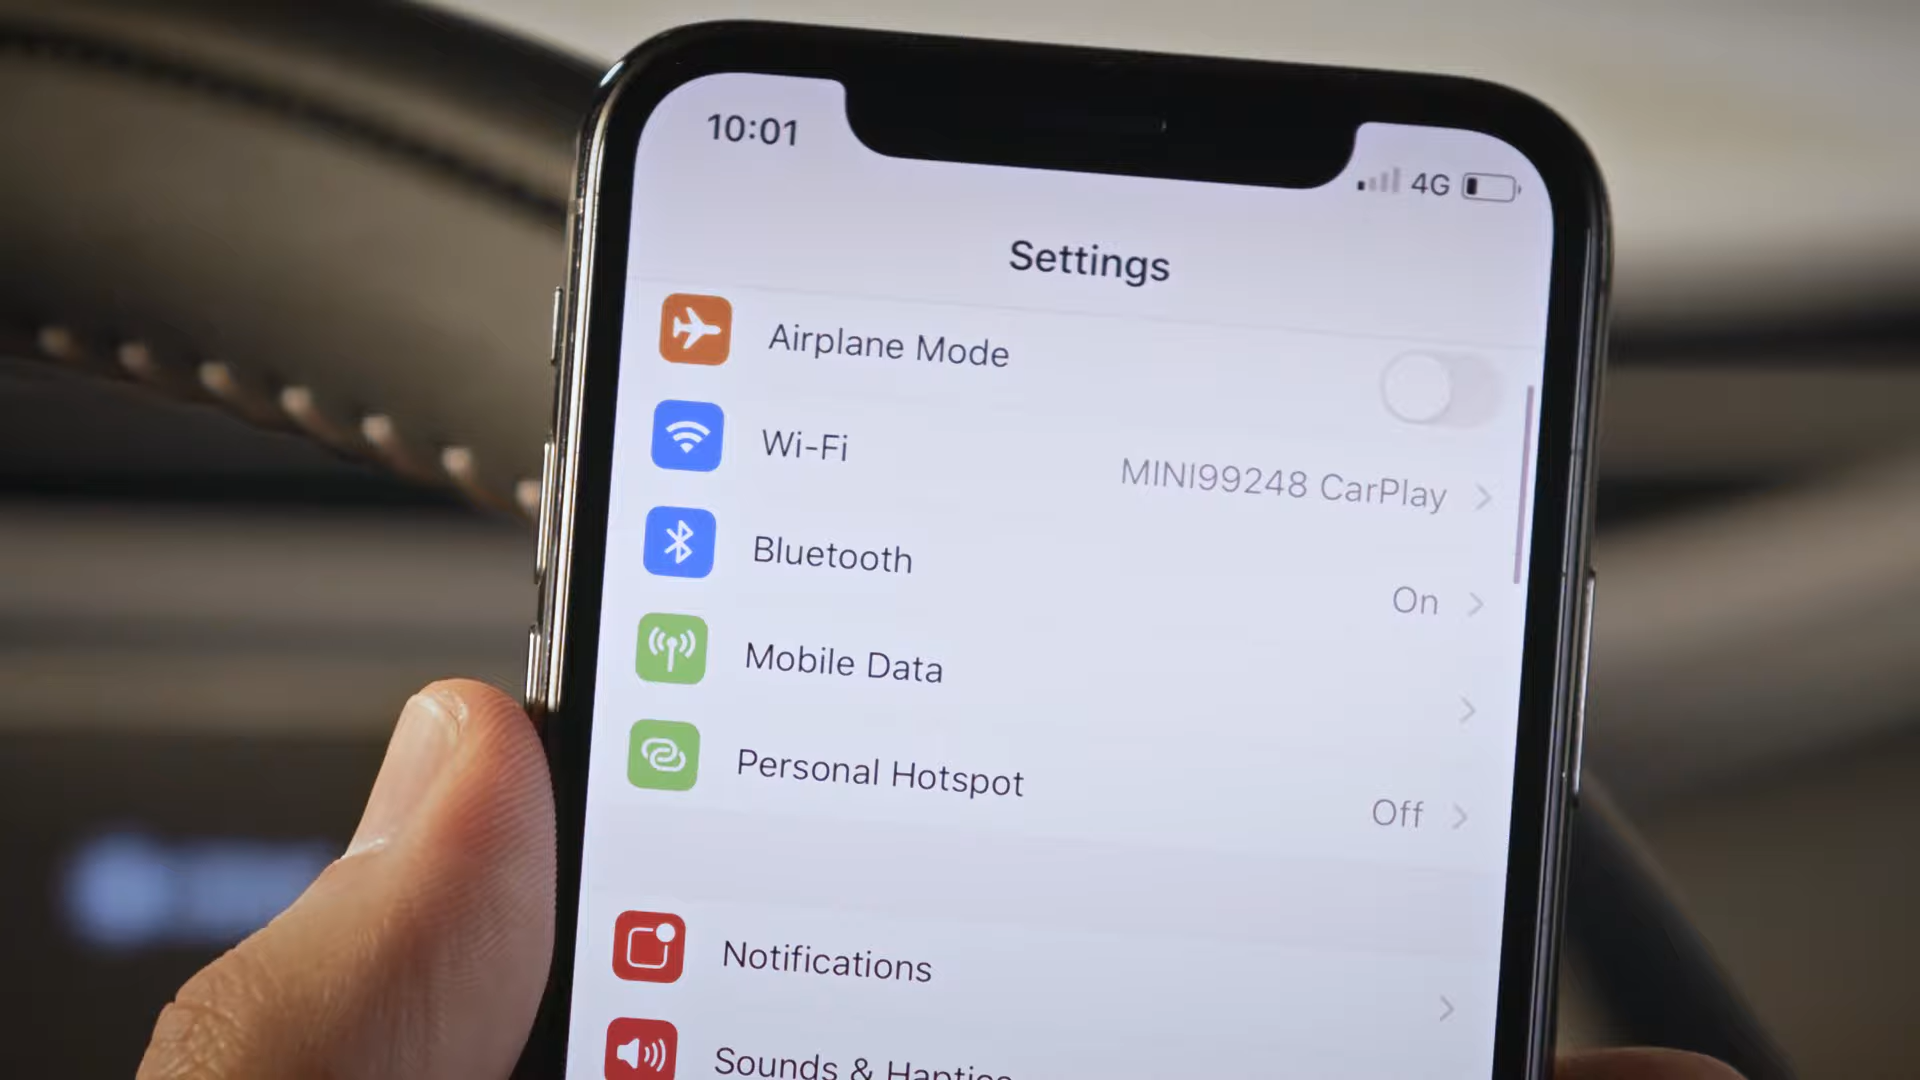 10:01
4G
Settings
Airplane Mode
Wi-Fi
MINI99248 CarPlay
Bluetooth
On
Mobile Data
Personal Hotspot
Off
Notifications
Sounds & Haptics